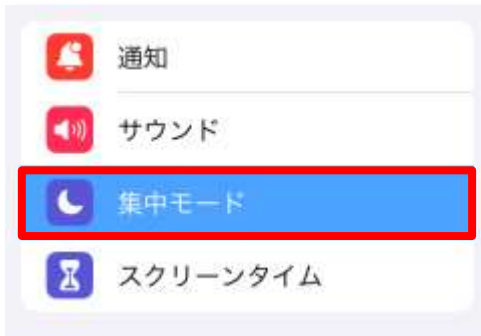 通知
サウンド
集中モード
スクリーンタイム